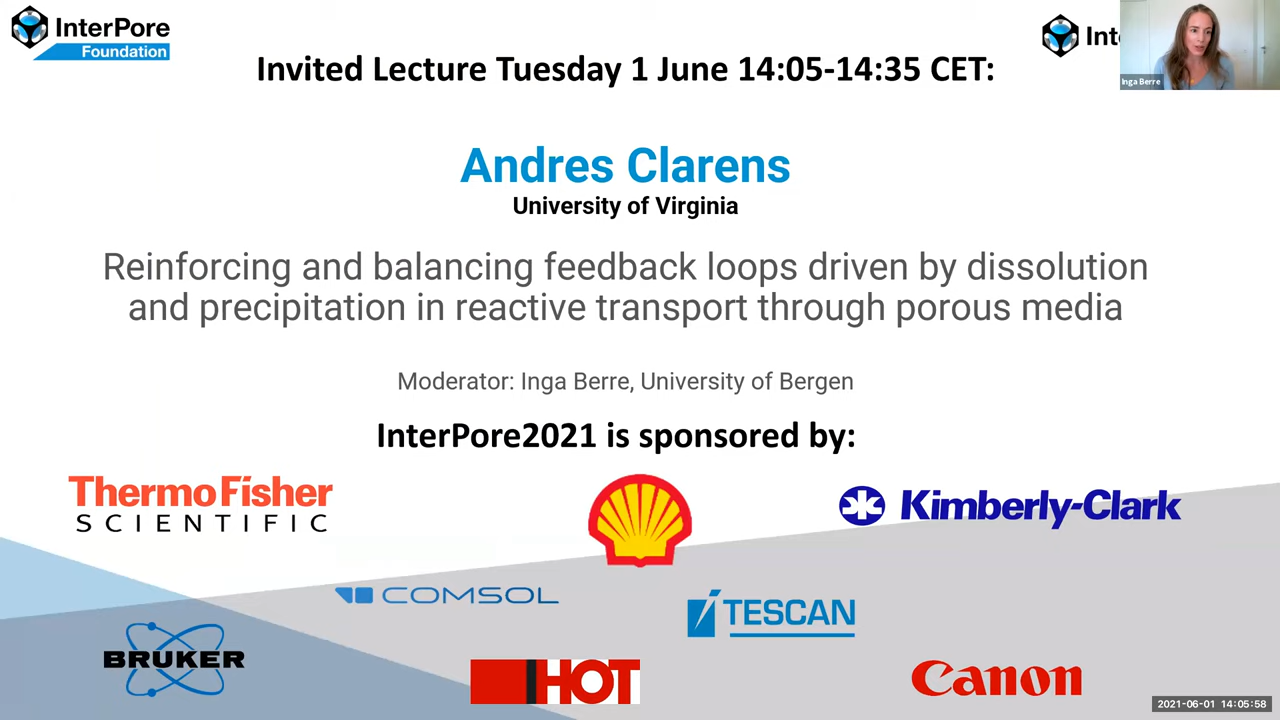 InterPore
Foundation
Invited Lecture Tuesday 1 June 14:05-14:35 CET:
Inga Berre
Andres Clarens
University of Virginia
Reinforcing and balancing feedback loops driven by dissolution
and precipitation in reactive transport through porous media
Moderator: Inga Berre, University of Bergen
InterPore2021 is sponsored by:
ThermoFisher
SCIENTIFIC
Kimberly-Clark
COMSOL
TESCAN
BRUKER
HOT
Canon
2021-06-01 14:05:58